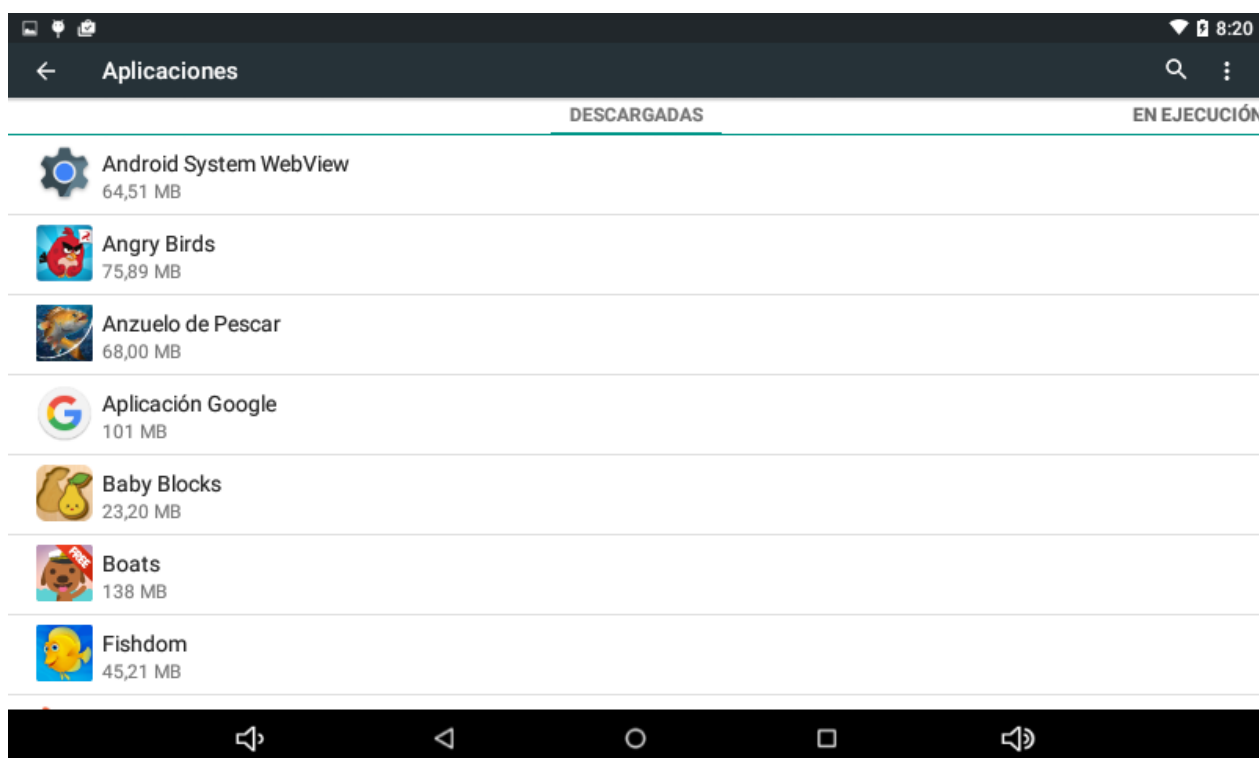 8:20
Aplicaciones
DESCARGADAS
EN EJECUCIÓN
Android System WebView
64,51 MB
Angry Birds
75,89 MB
Anzuelo de Pescar
68,00 MB
Aplicación Google
101 MB
Baby Blocks
23,20 MB
FREE
Boats
138 MB
Fishdom
45,21 MB